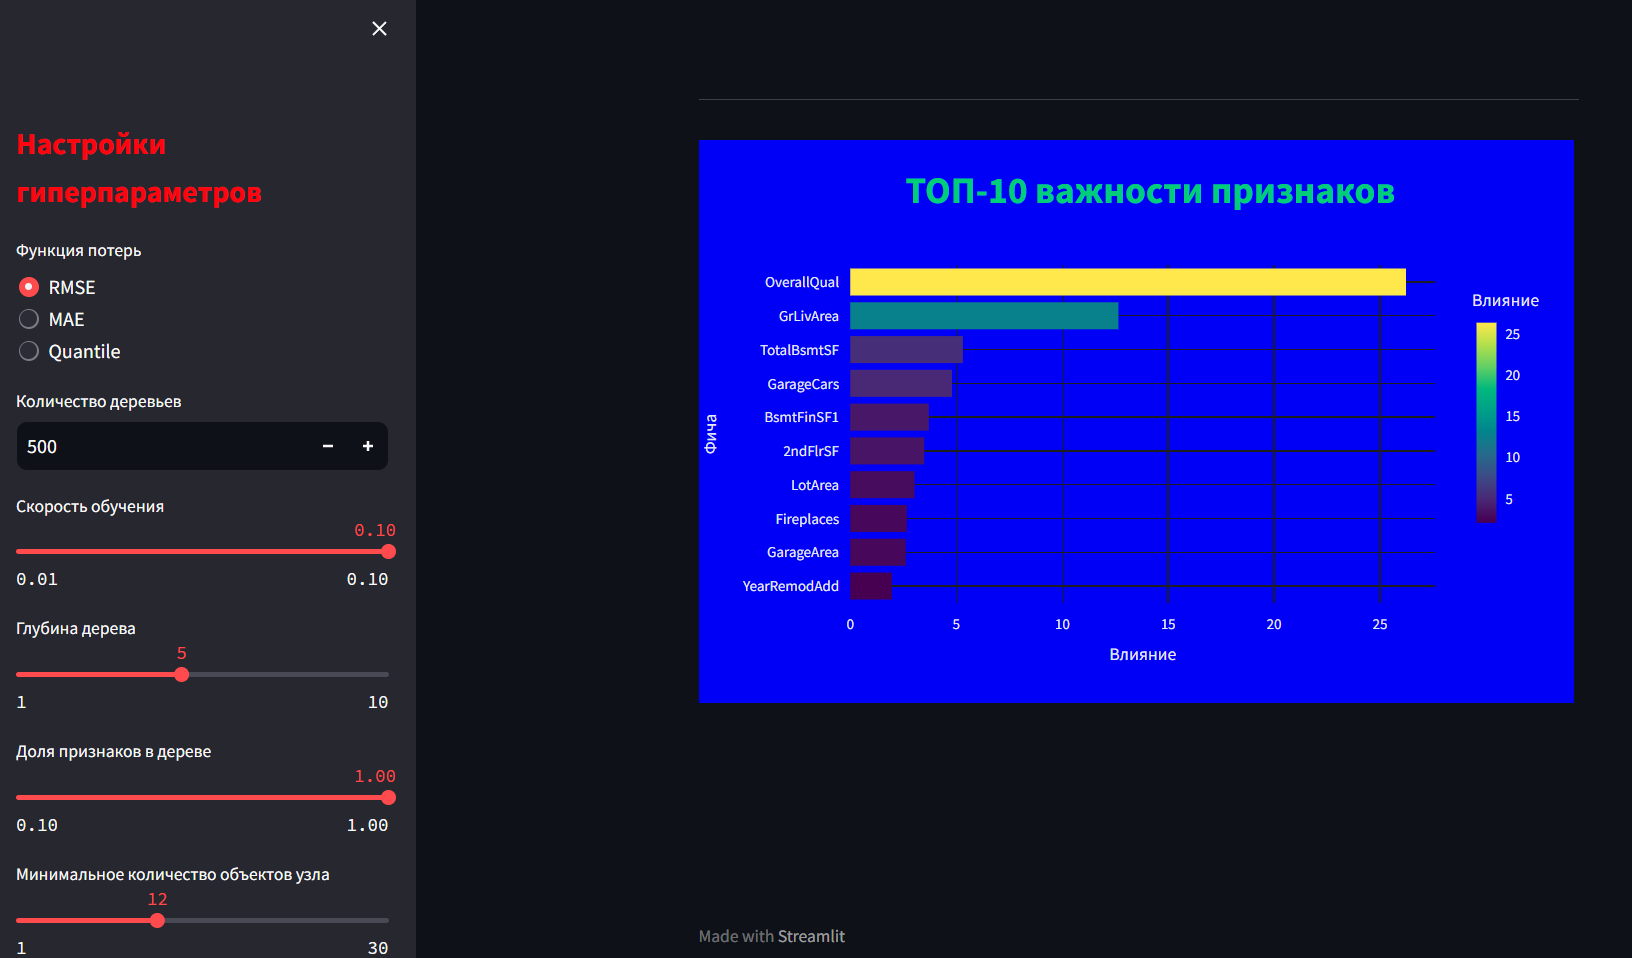 Настройки
гиперпараметров
Функция потерь
RMSE
MAE
Quantile
Количество деревьев
500
Скорость обучения
0.10
0.01 0.10
Глубина дерева
5
1 10
Доля признаков в дереве
1.00
0.10 1.00
Минимальное количество объектов узла
12
1 30
ТОП-10 важности признаков
Фича
OverallQual
GrLivArea
TotalBsmtSF
GarageCars
BsmtFinSF1
2ndFlrSF
LotArea
Fireplaces
GarageArea
YearRemodAdd
0 5 10 15 20 25
Влияние
Влияние
25
20
15
10
5
Made with Streamlit